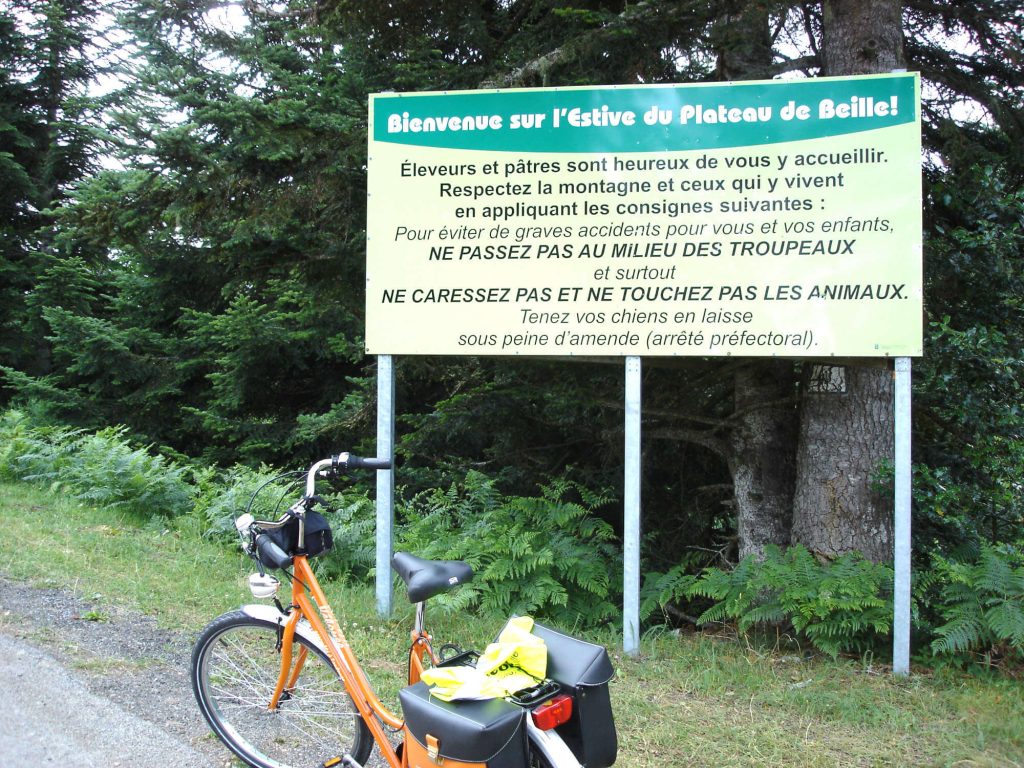 Bienvenue sur l'Estive du Plateau de Beille!
Éleveurs et pâtres sont heureux de vous y accueillir.
Respectez la montagne et ceux qui y vivent
en appliquant les consignes suivantes :
Pour éviter de graves accidents pour vous et vos enfants,
NE PASSEZ PAS AU MILIEU DES TROUPEAUX
et surtout
NE CARESSEZ PAS ET NE TOUCHEZ PAS LES ANIMAUX.
Tenez vos chiens en laisse
sous peine d'amende (arrêté préfectoral).